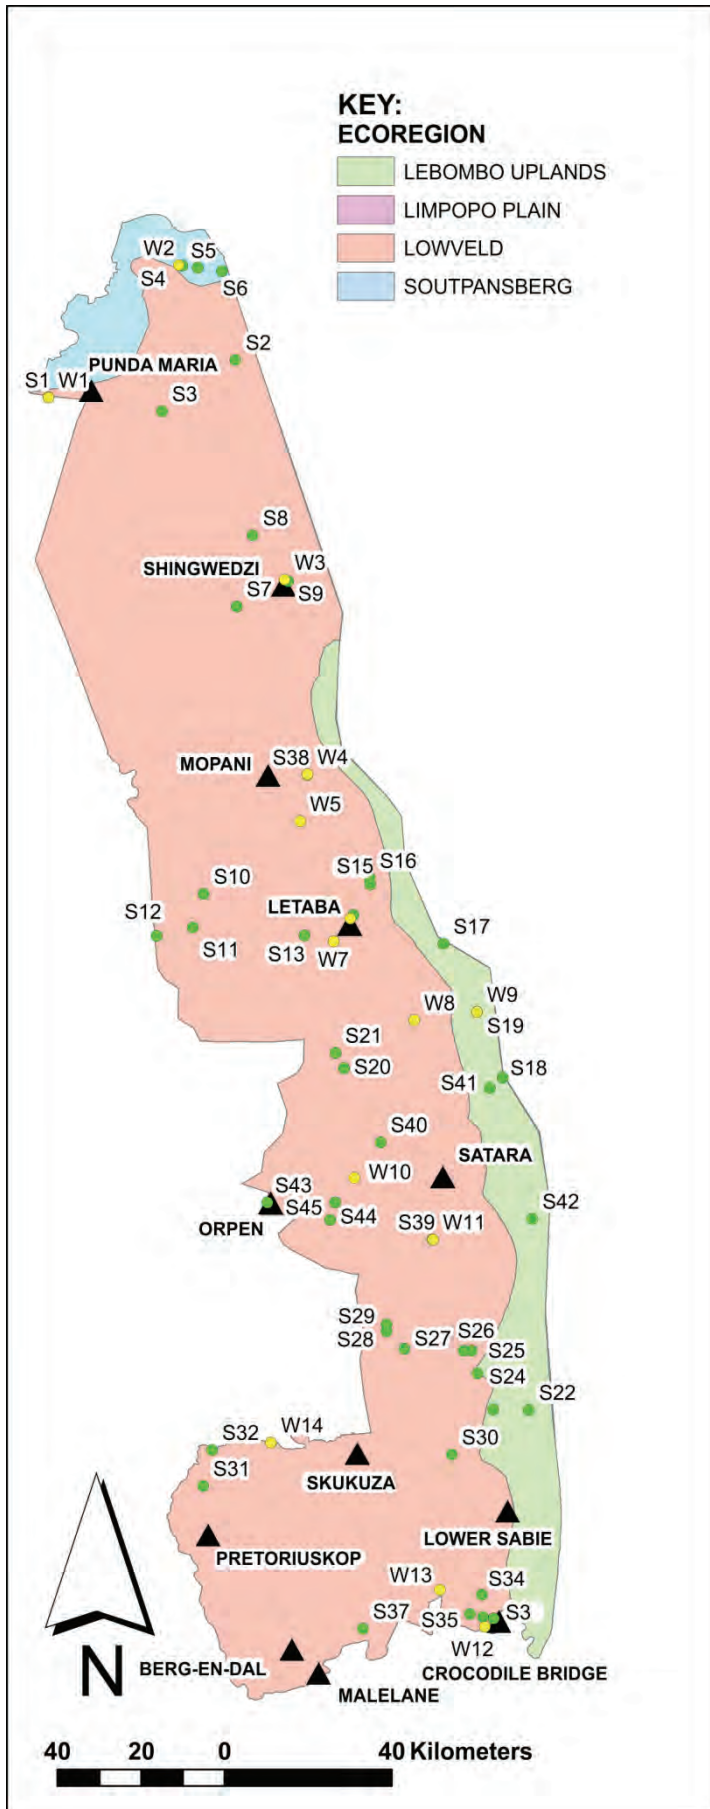 KEY:
ECOREGION
LEBOMBO UPLANDS
LIMPOPO PLAIN
LOWVELD
SOUTPANSBERG
W2 S5
S4 S6
S2
PUNDA MARIA
S1 W1
S3
S8
SHINGWEDZI W3
S7 S9
MOPANI S38 W4
W5
S15 S16
S10
LETABA
S12
S11 S13 W7
S17
W8 W9
S19
S21
S20
S41 S18
S40
SATARA
W10
S43
S45 S44
ORPEN
S42
S39 W11
S29
S28 S27 S26
S25
S24
S22
S32 W14
S30
S31
SKUKUZA
LOWER SABIE
PRETORIUSKOP
W13
S34
S37 S35 S3
W12
BERG-EN-DAL
CROCODILE BRIDGE
MALELANE
N
40 20 0 40 Kilometers